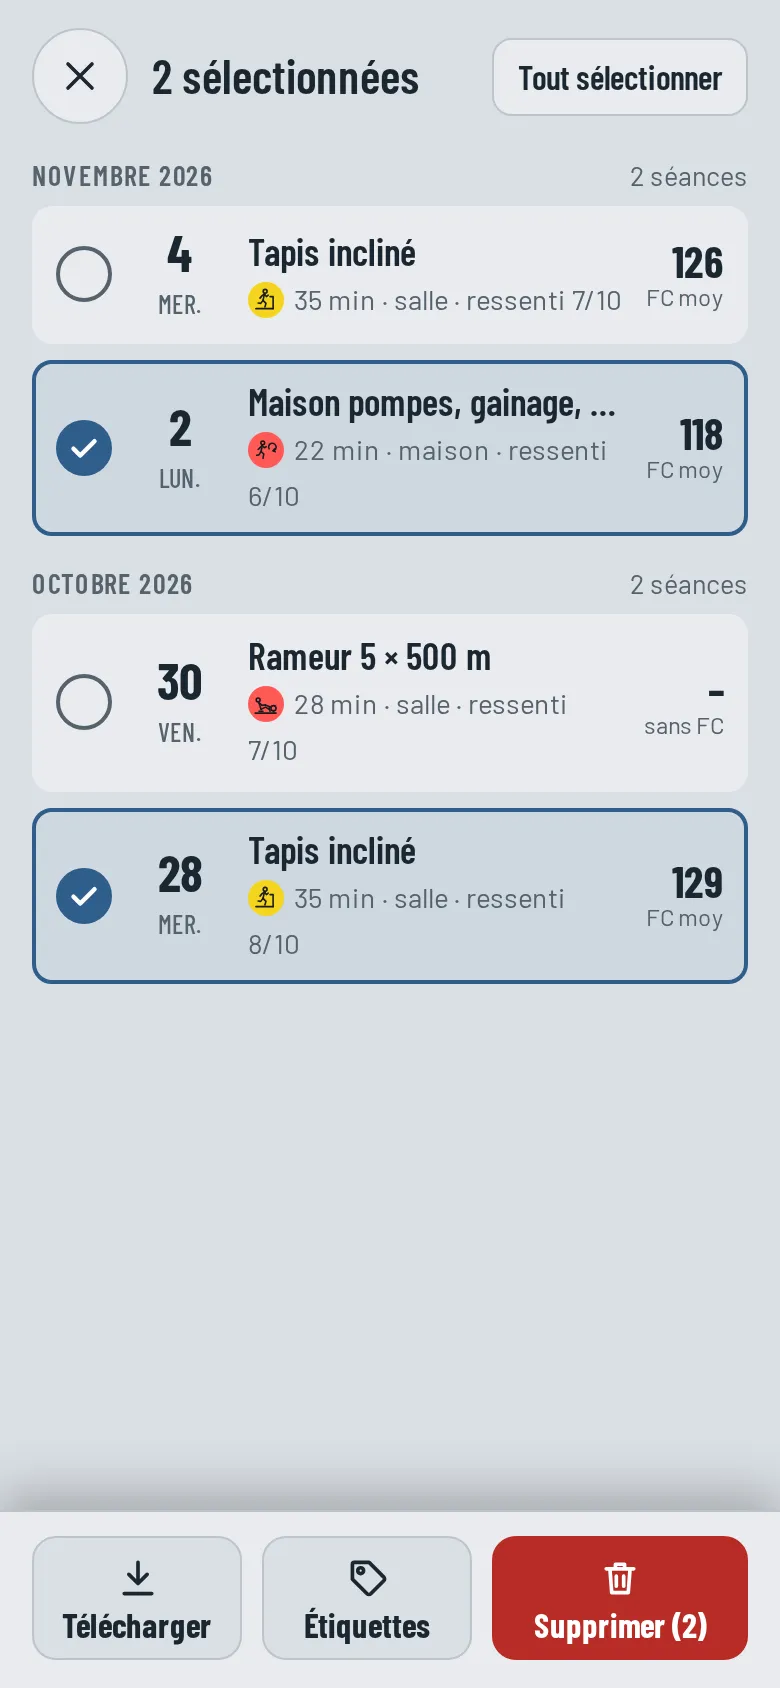 2 sélectionnées
Tout sélectionner
NOVEMBRE 2026
2 séances
4
MER.
Tapis incliné
35 min · salle · ressenti 7/10
126
FC moy
2
LUN.
Maison pompes, gainage, ...
22 min · maison · ressenti
6/10
118
FC moy
OCTOBRE 2026
2 séances
30
VEN.
Rameur 5 × 500 m
28 min · salle · ressenti
7/10
–
sans FC
28
MER.
Tapis incliné
35 min · salle · ressenti
8/10
129
FC moy
Télécharger
Étiquettes
Supprimer (2)